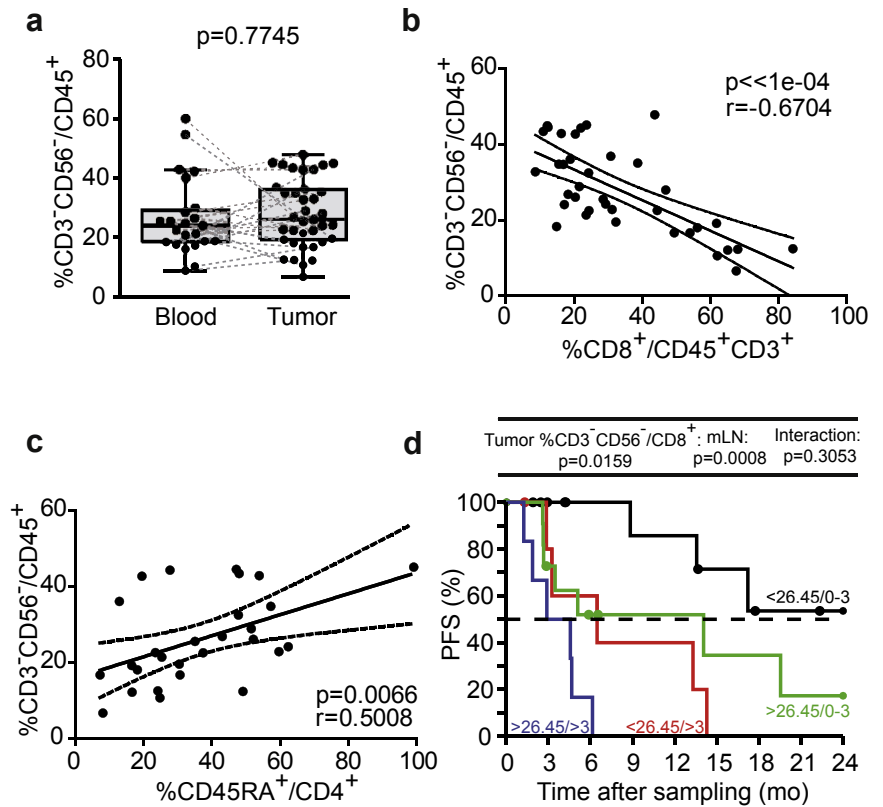 a
p=0.7745
%CD3⁻CD56⁻/CD45⁺
80
60
40
20
0
Blood Tumor
b
p<<1e-04
r=-0.6704
%CD3⁻CD56⁻/CD45⁺
60
40
20
0
0 20 40 60 80 100
%CD8⁺/CD45⁺CD3⁺
c
%CD3⁻CD56⁻/CD45⁺
60
40
20
0
p=0.0066
r=0.5008
0 20 40 60 80 100
%CD45RA⁺/CD4⁺
d
Tumor %CD3⁻CD56⁻/CD8⁺: mLN: Interaction:
p=0.0159 p=0.0008 p=0.3053
PFS (%)
100
80
60
40
20
0
<26.45/0-3
>26.45/>3 <26.45/>3 >26.45/0-3
0 3 6 9 12 15 18 21 24
Time after sampling (mo)